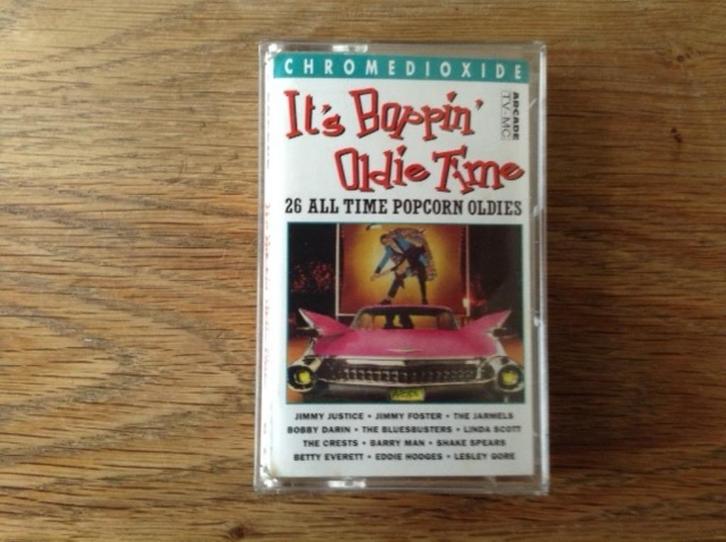 CHROMEDIOXIDE
It's Boppin'
Oldie Time
ARCADE
TV-MC
26 ALL TIME POPCORN OLDIES
JIMMY JUSTICE • JIMMY FOSTER • THE JARMELS
BOBBY DARIN • THE BLUESBUSTERS • LINDA SCOTT
THE CRESTS • BARRY MAN • SHAKE SPEARS
BETTY EVERETT • EDDIE HODGES • LESLEY GORE